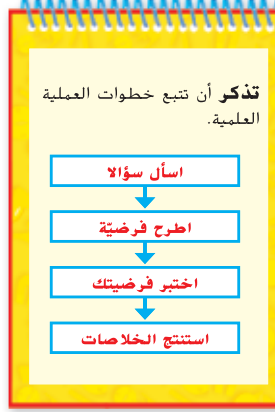 تذكر أن تتبع خطوات العملية
العلمية.
اسأل سؤالا
اطرح فرضيّة
اختبر فرضيتك
استنتج الخلاصات